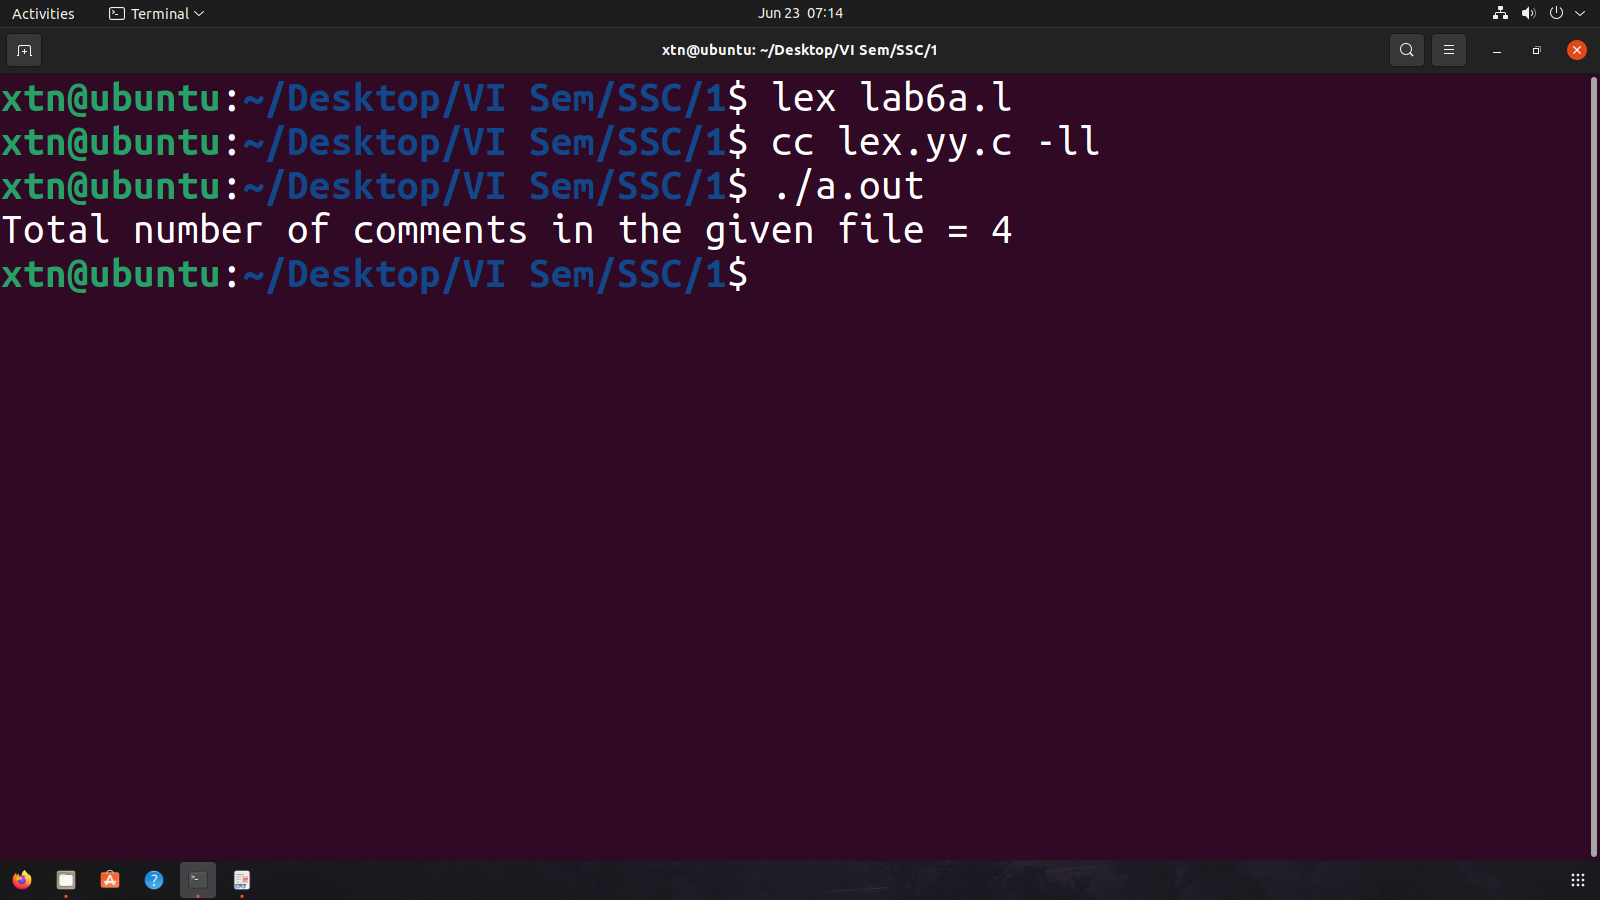 Activities Terminal Jun 23 07:14
xtn@ubuntu: ~/Desktop/VI Sem/SSC/1
xtn@ubuntu:~/Desktop/VI Sem/SSC/1$ lex lab6a.l
xtn@ubuntu:~/Desktop/VI Sem/SSC/1$ cc lex.yy.c -ll
xtn@ubuntu:~/Desktop/VI Sem/SSC/1$ ./a.out
Total number of comments in the given file = 4
xtn@ubuntu:~/Desktop/VI Sem/SSC/1$